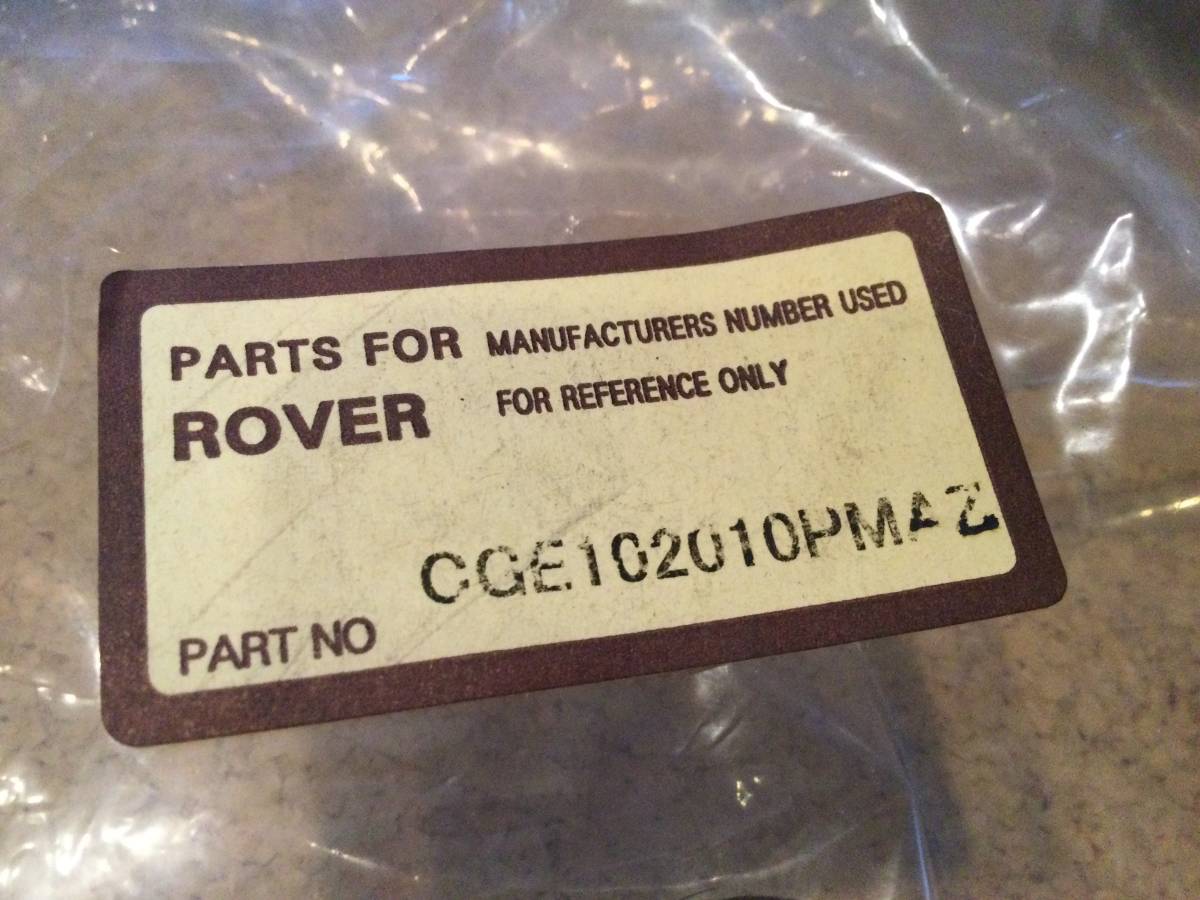 PARTS FOR MANUFACTURERS NUMBER USED
ROVER FOR REFERENCE ONLY
CGE102010PMAZ
PART NO